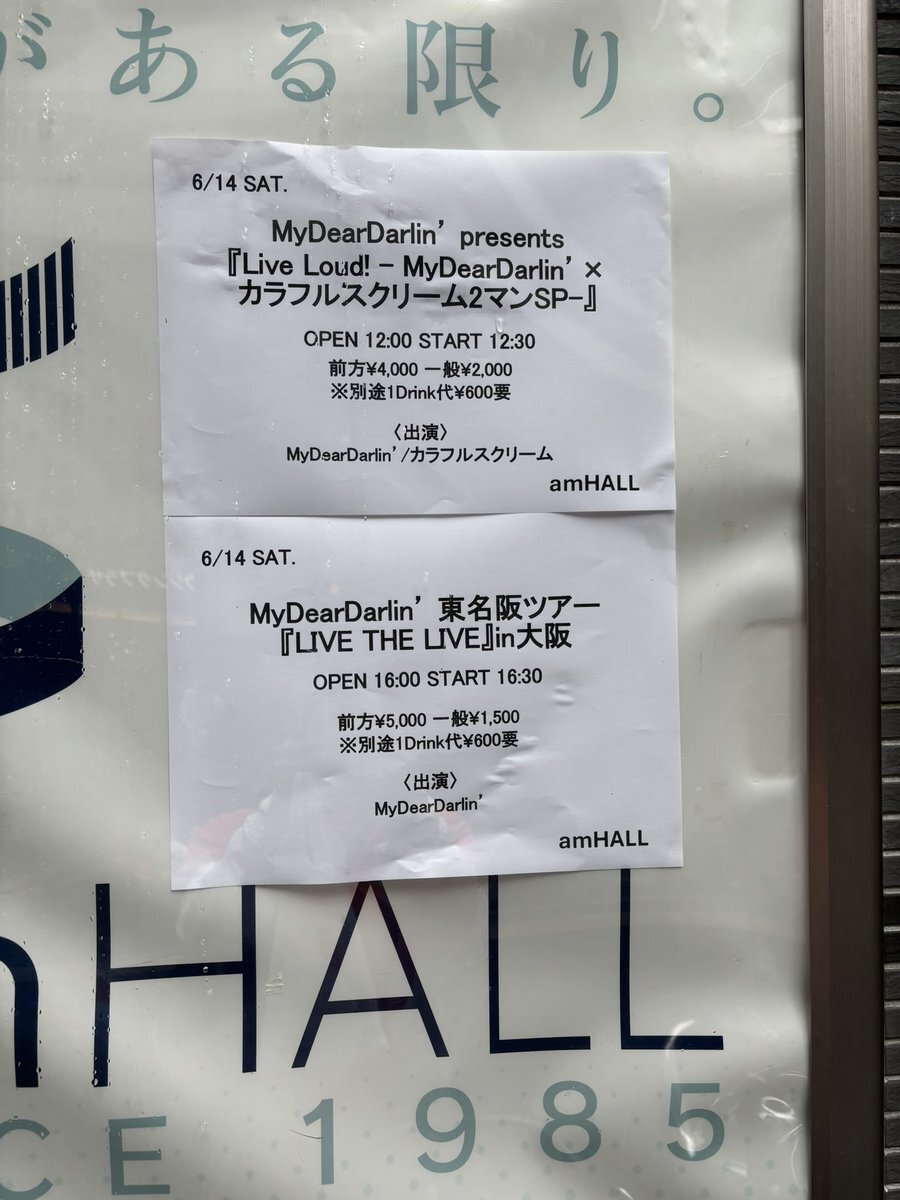 がある限り。
6/14 SAT.
MyDearDarlin’ presents
『Live Loud! - MyDearDarlin’ ×
カラフルスクリーム2マンSP-』
OPEN 12:00 START 12:30
前方¥4,000 一般¥2,000
※別途1Drink代¥600要
〈出演〉
MyDearDarlin’/カラフルスクリーム
amHALL
6/14 SAT.
MyDearDarlin’ 東名阪ツアー
『LIVE THE LIVE』in大阪
OPEN 16:00 START 16:30
前方¥5,000 一般¥1,500
※別途1Drink代¥600要
〈出演〉
MyDearDarlin’
amHALL
mHALL
CE 1985